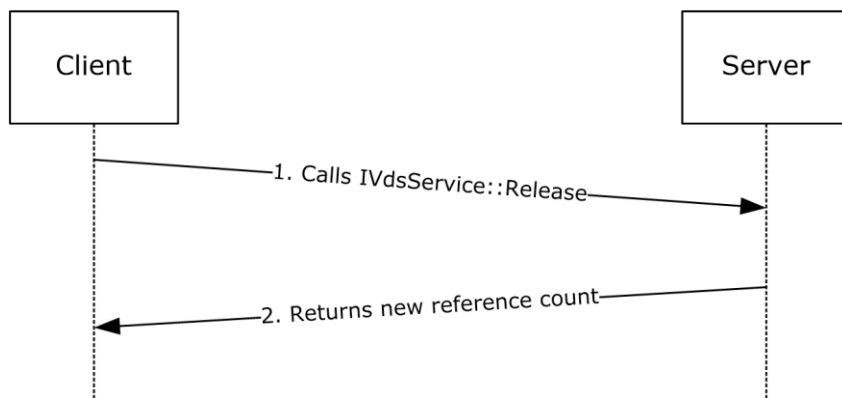 Client
Server
1. Calls IVdsService::Release
2. Returns new reference count